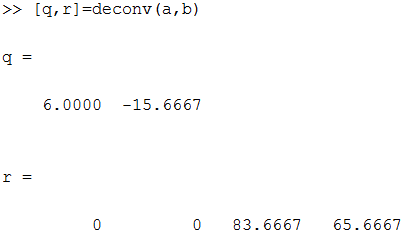 >> [q,r]=deconv(a,b)
q =
6.0000 -15.6667
r =
0 0 83.6667 65.6667